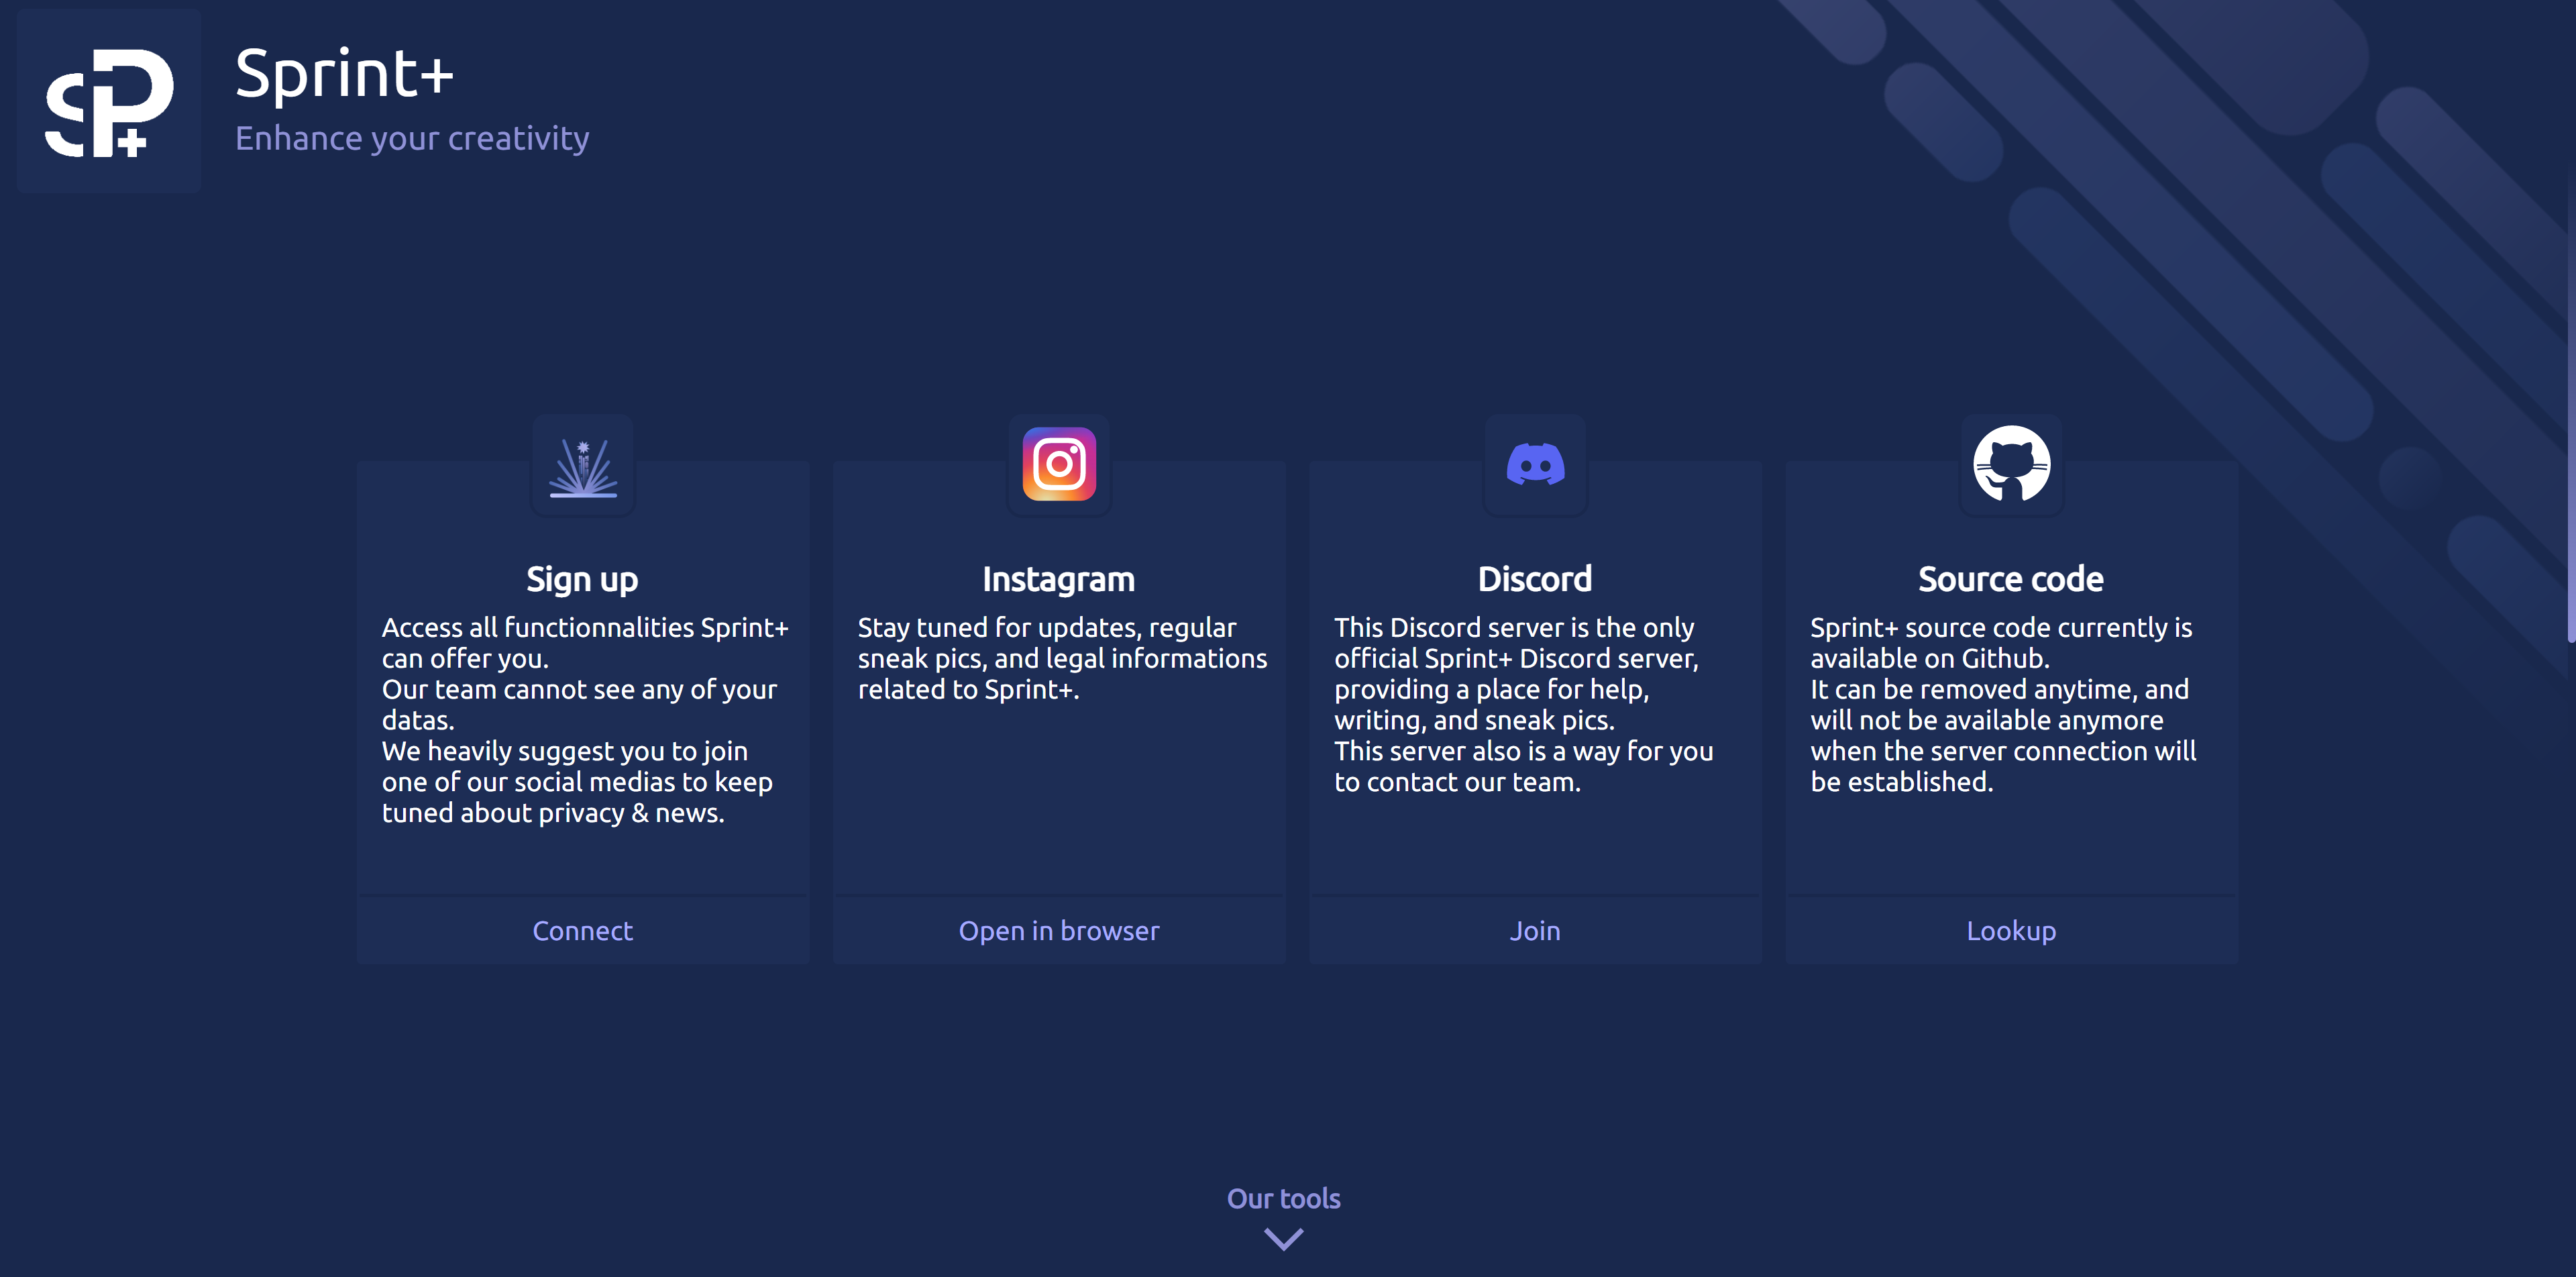 SP+
Sprint+
Enhance your creativity
Sign up
Access all functionnalities Sprint+
can offer you.
Our team cannot see any of your
datas.
We heavily suggest you to join
one of our social medias to keep
tuned about privacy & news.
Connect
Instagram
Stay tuned for updates, regular
sneak pics, and legal informations
related to Sprint+.
Open in browser
Discord
This Discord server is the only
official Sprint+ Discord server,
providing a place for help,
writing, and sneak pics.
This server also is a way for you
to contact our team.
Join
Source code
Sprint+ source code currently is
available on Github.
It can be removed anytime, and
will not be available anymore
when the server connection will
be established.
Lookup
Our tools